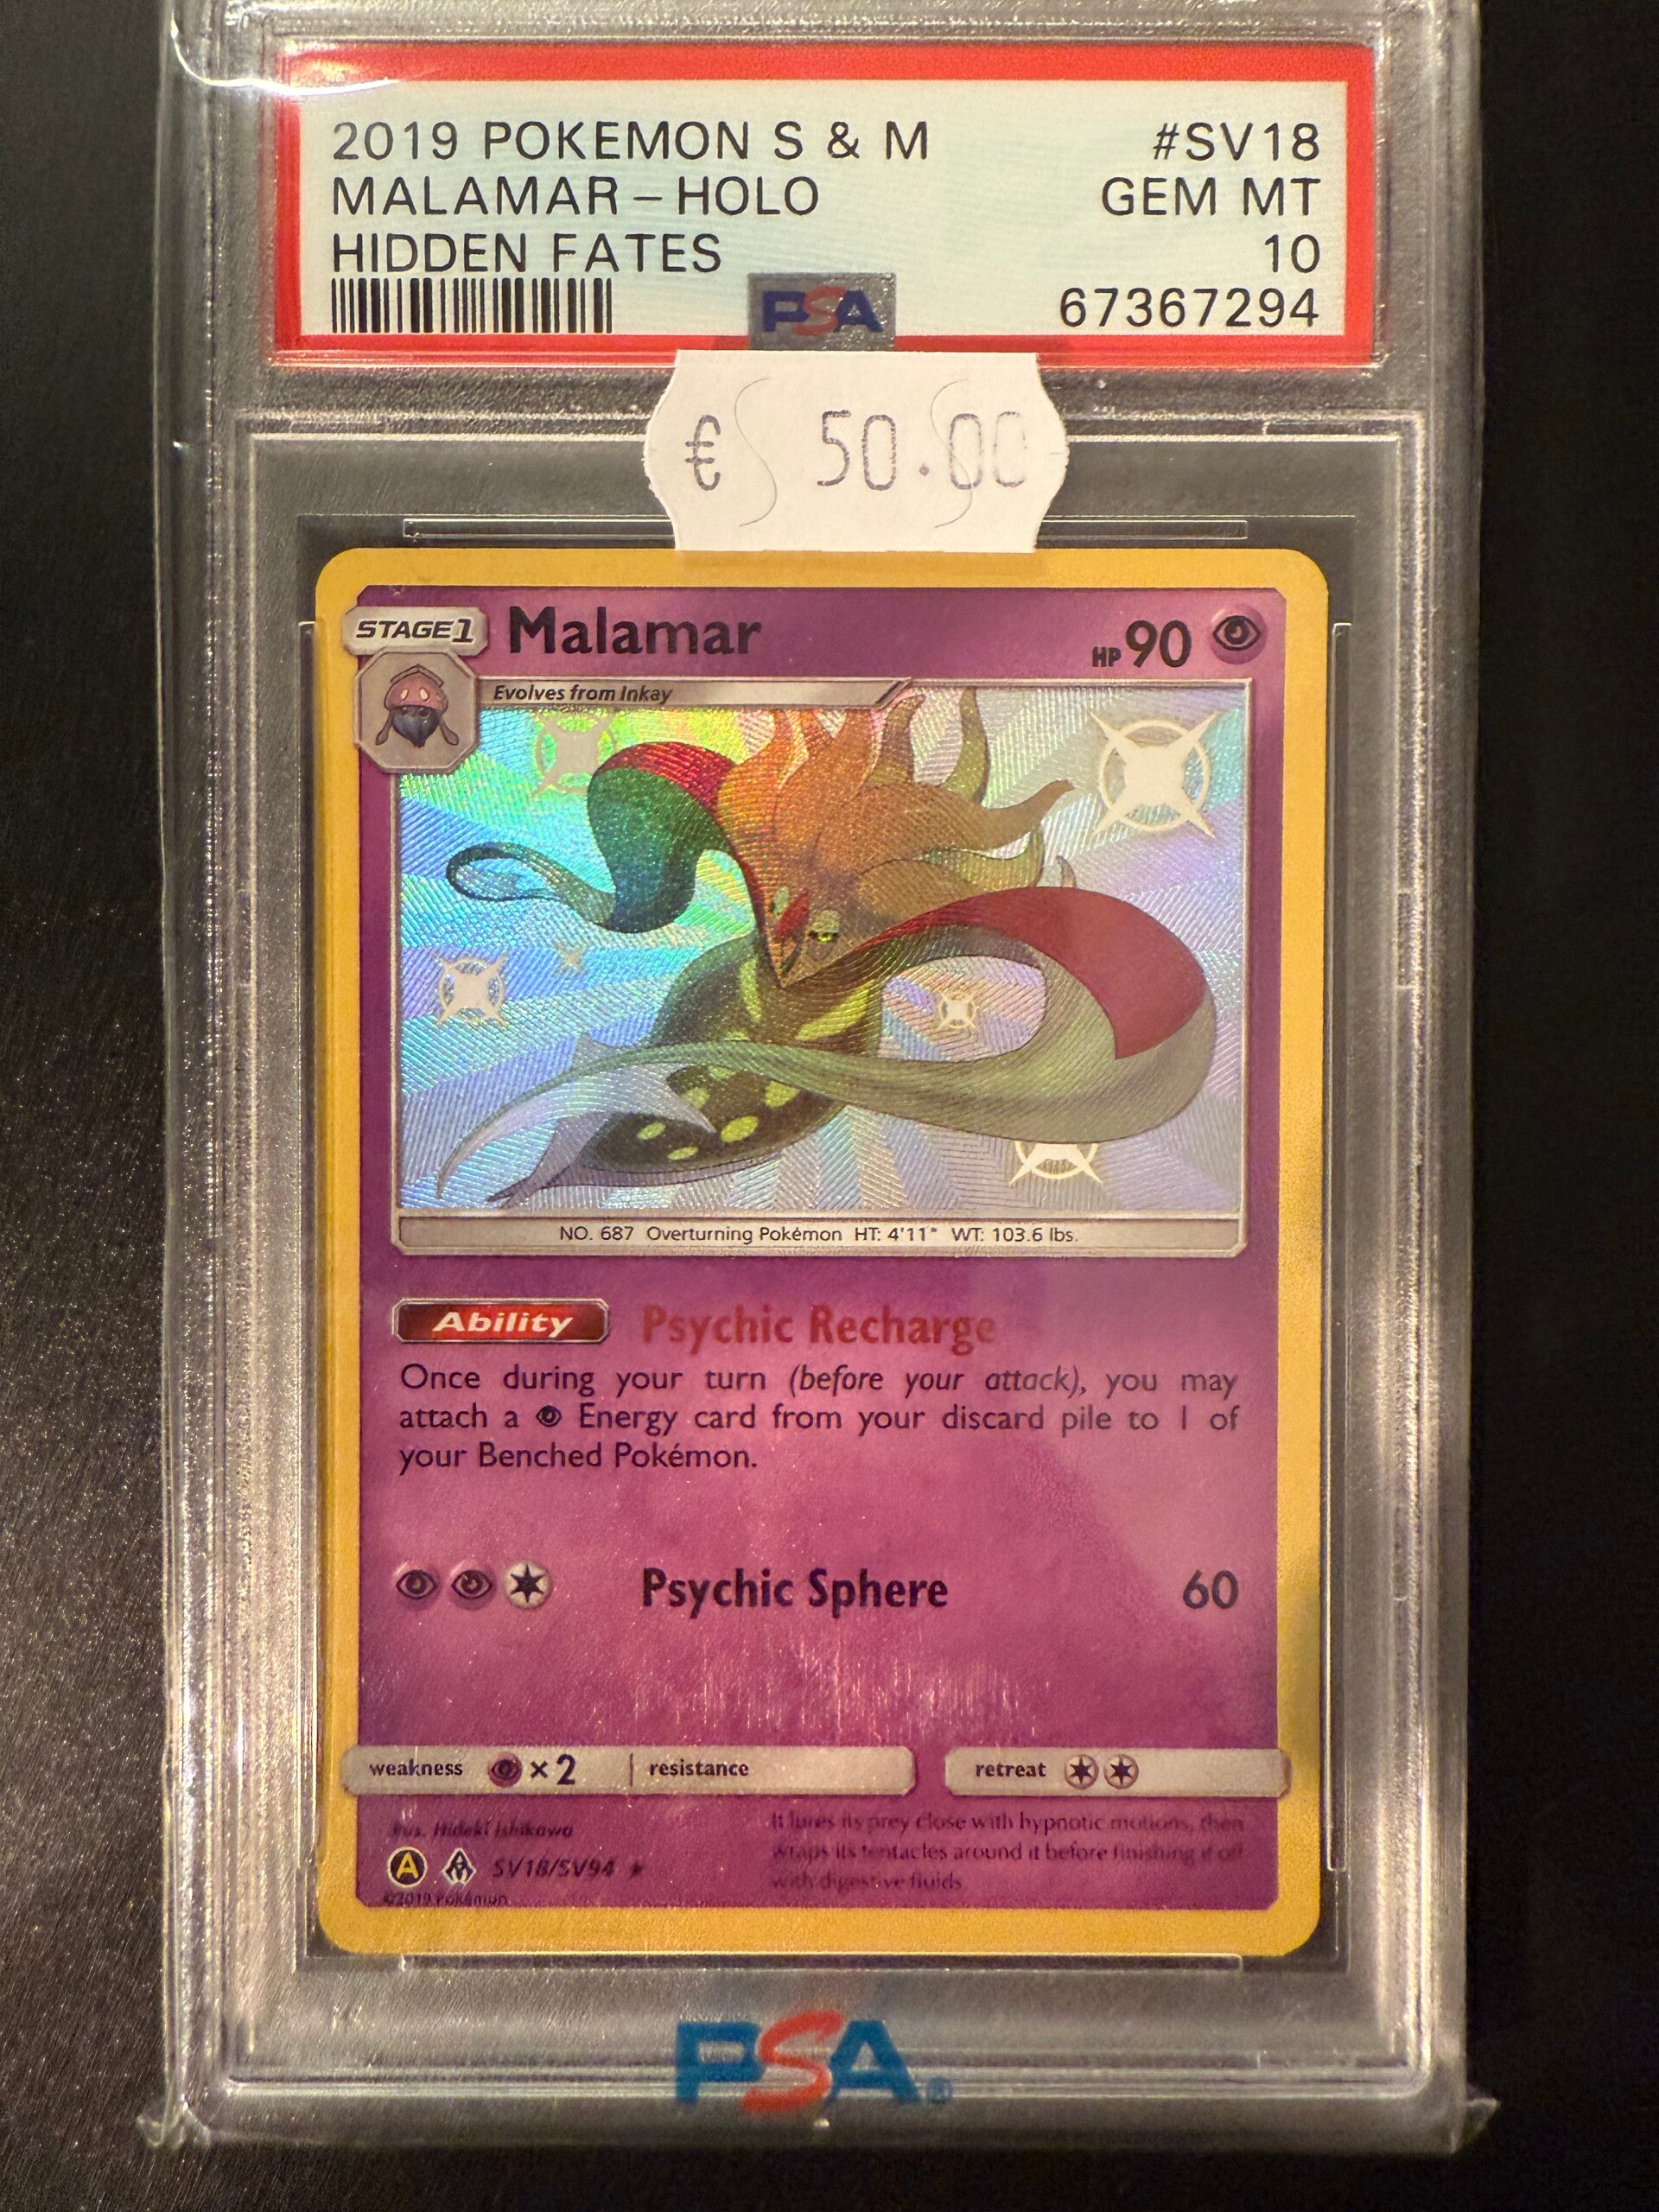 2019 POKEMON S & M #SV18
MALAMAR – HOLO GEM MT
HIDDEN FATES 10
PSA 67367294
€ 50.00
STAGE 1 Malamar HP 90
Evolves from Inkay
NO. 687 Overturning Pokémon HT: 4'11" WT: 103.6 lbs.
Ability Psychic Recharge
Once during your turn (before your attack), you may
attach a Energy card from your discard pile to 1 of
your Benched Pokémon.
Psychic Sphere 60
weakness ×2 resistance retreat
Illus. Hideki Ishikawa
It lures its prey close with hypnotic motions, then
wraps its tentacles around it before finishing it off
with digestive fluids.
A SV18/SV94
©2019 Pokémon
PSA®